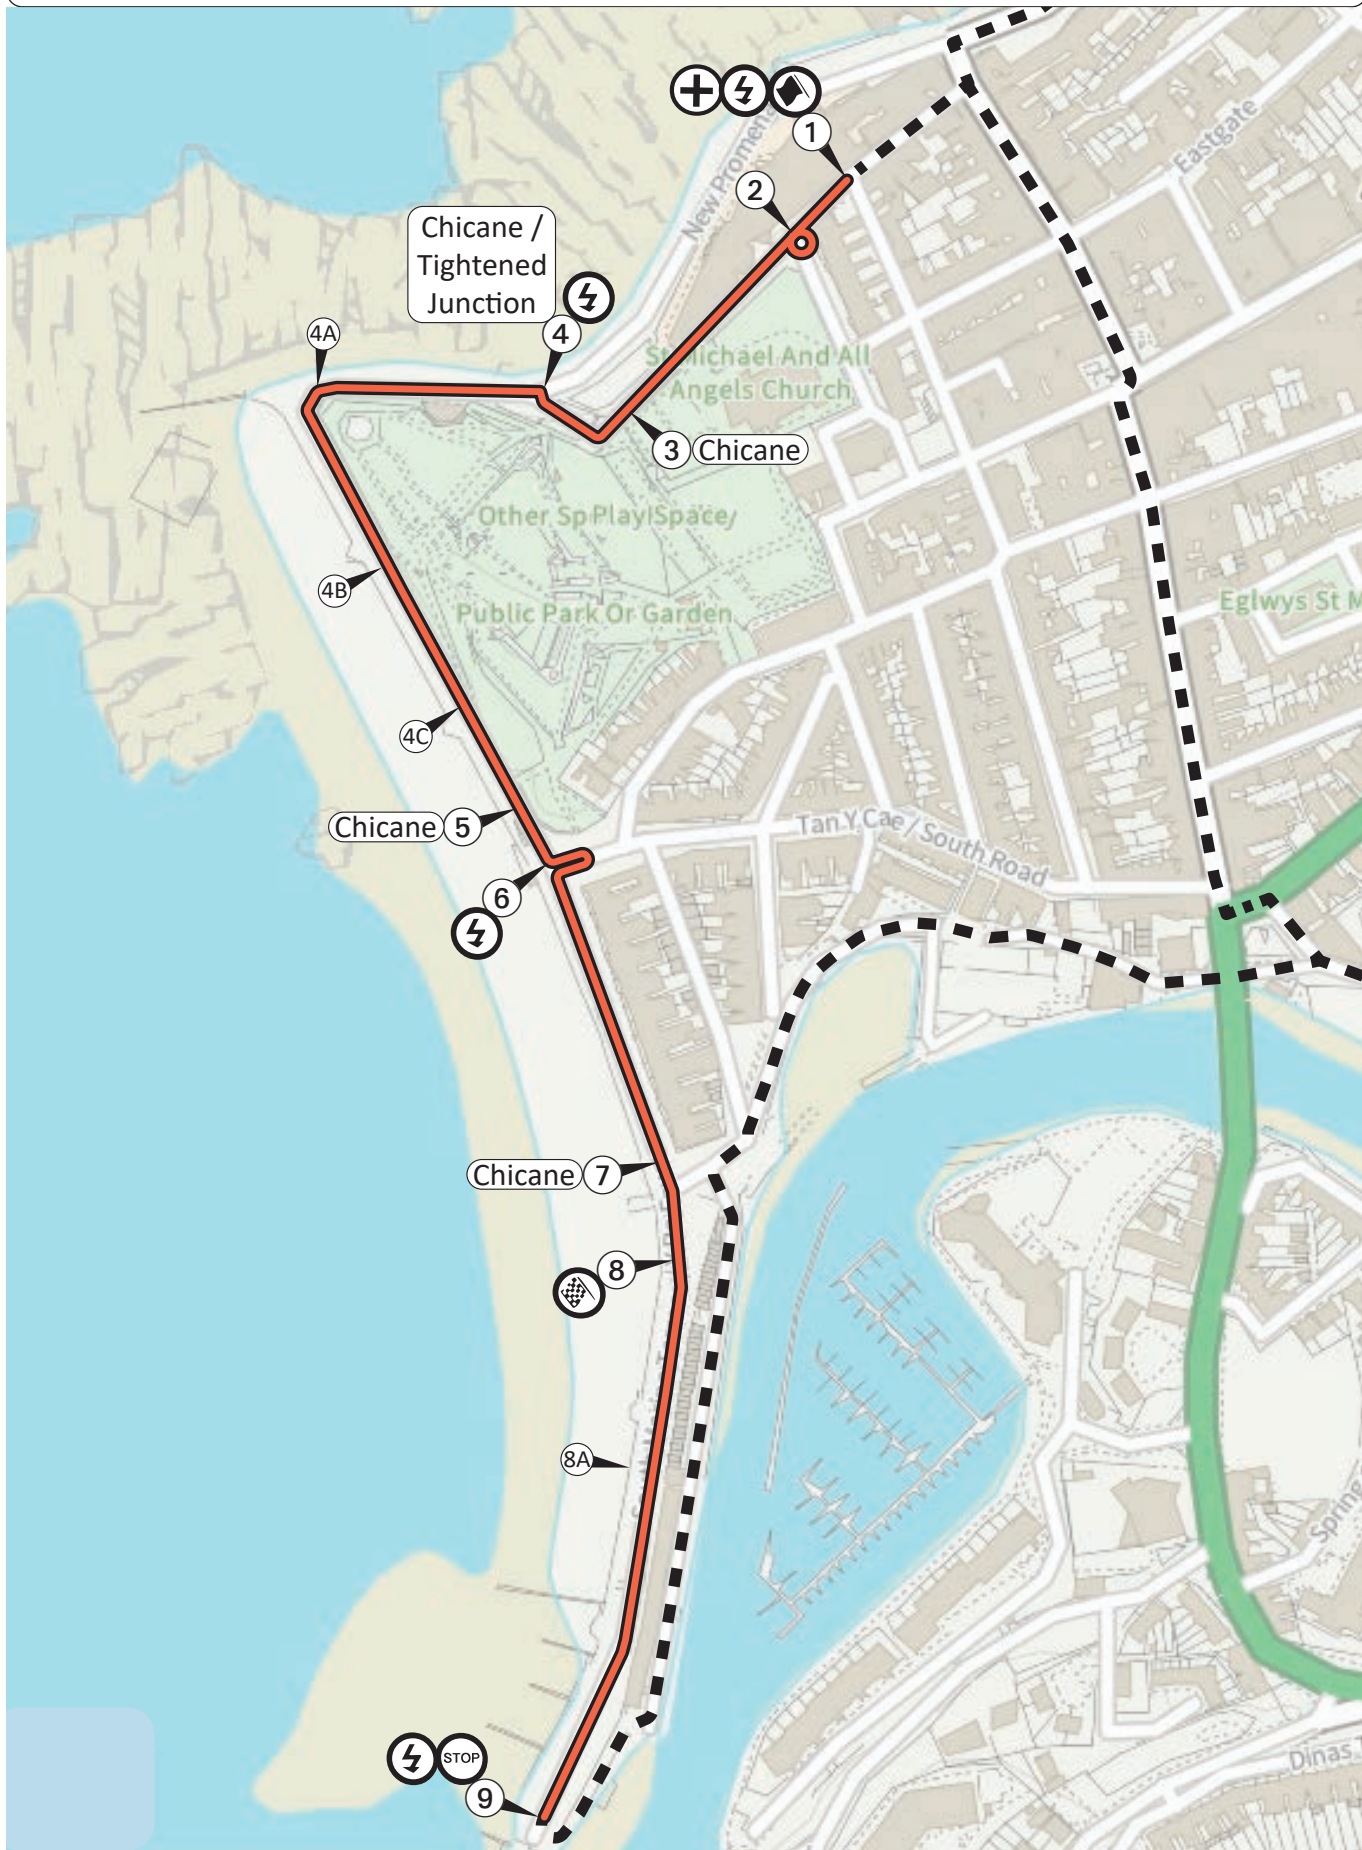 1
New Promena
2
Eastgate
Chicane /
Tightened
Junction
4
4A
St Michael And All
Angels Church
3 Chicane
Other Sp Play Space
4B
Public Park Or Garden
Eglwys St M
4C
Chicane 5
Tan Y Cae / South Road
6
Chicane 7
8
8A
Spring
STOP
9
Dinas T